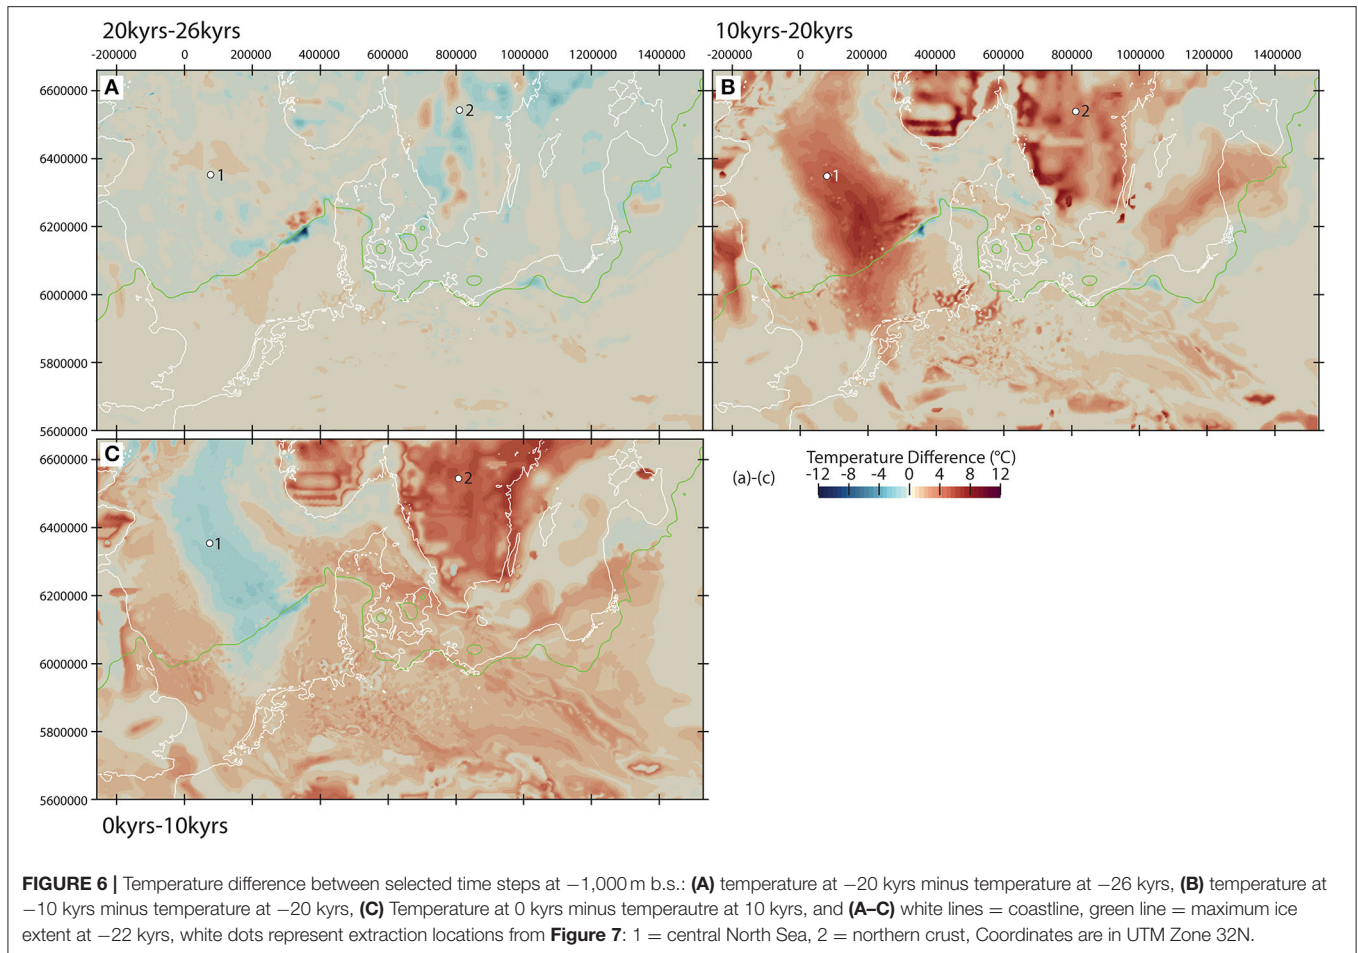 20kyrs-26kyrs
10kyrs-20kyrs
-200000 0 200000 400000 600000 800000 1000000 1200000 1400000
-200000 0 200000 400000 600000 800000 1000000 1200000 1400000
A
B
6600000
6400000
6200000
6000000
5800000
5600000
1
2
1
2
C
6600000
6400000
6200000
6000000
5800000
5600000
1
2
(a)-(c)
Temperature Difference (°C)
-12 -8 -4 0 4 8 12
0kyrs-10kyrs
FIGURE 6 | Temperature difference between selected time steps at −1,000 m b.s.: (A) temperature at −20 kyrs minus temperature at −26 kyrs, (B) temperature at
−10 kyrs minus temperature at −20 kyrs, (C) Temperature at 0 kyrs minus temperautre at 10 kyrs, and (A–C) white lines = coastline, green line = maximum ice
extent at −22 kyrs, white dots represent extraction locations from Figure 7: 1 = central North Sea, 2 = northern crust, Coordinates are in UTM Zone 32N.